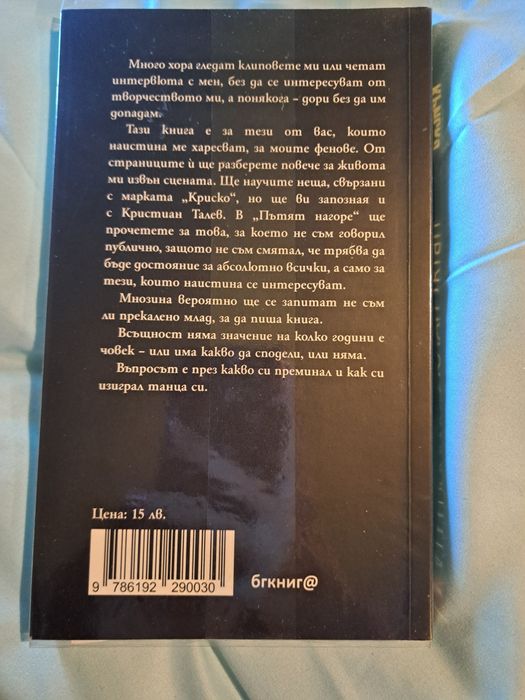 Много хора гледат клиповете ми или четат
интервюта с мен, без да се интересуват от
творчеството ми, а понякога – дори без да им
допадам.
Тази книга е за тези от вас, които
наистина ме харесват, за моите фенове. От
страниците ѝ ще разберете повече за живота
ми извън сцената. Ще научите неща, свързани
с марката „Криско“, но ще ви запозная и
с Кристиан Талев. В „Пътят нагоре“ ще
прочетете за това, за което не съм говорил
публично, защото не съм смятал, че трябва да
бъде достояние за абсолютно всички, а само за
тези, които наистина се интересуват.
Мнозина вероятно ще се запитат не съм
ли прекалено млад, за да пиша книга.
Всъщност няма значение на колко години е
човек – или има какво да сподели, или няма.
Въпросът е през какво си преминал и как си
изиграл танца си.
Цена: 15 лв.
9 786192 290030
бгкниг@